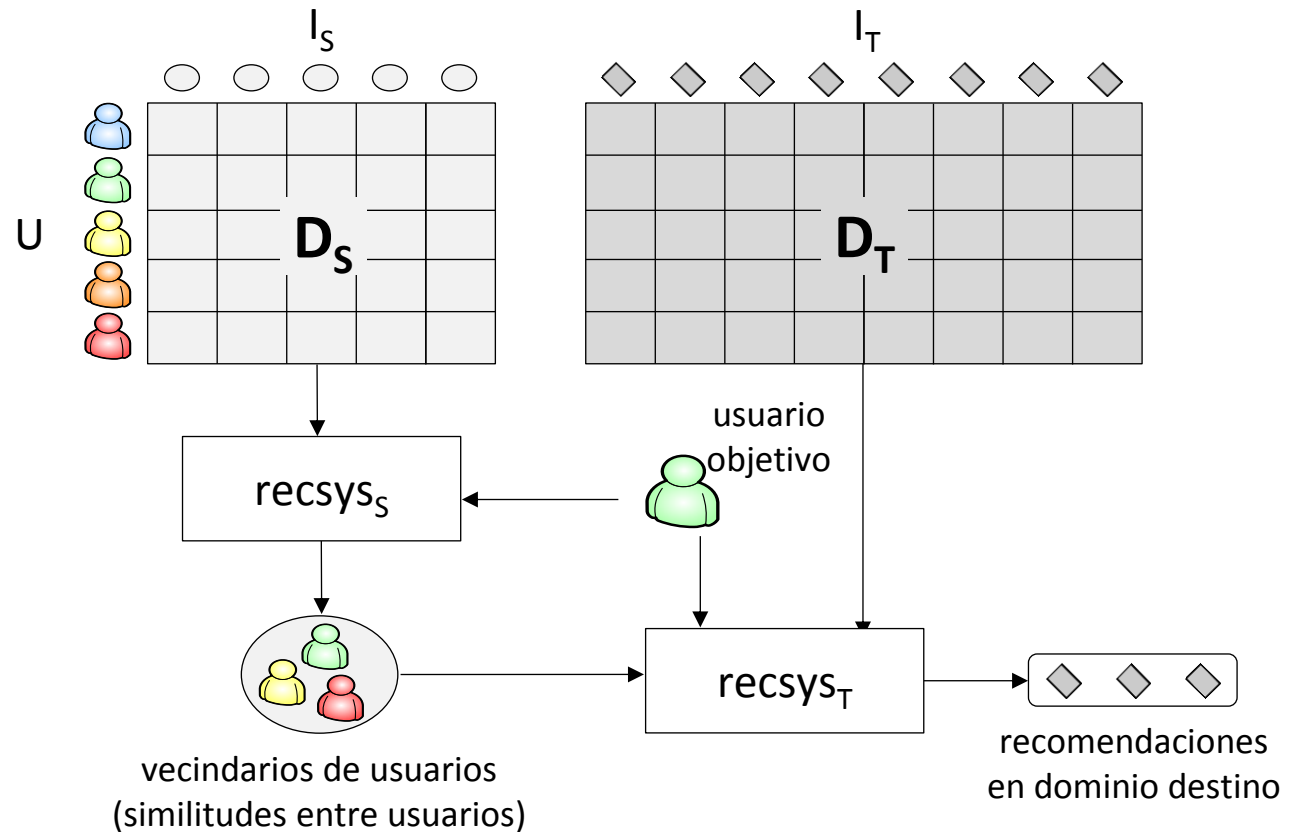 I_S
I_T
U
D_S
D_T
usuario
objetivo
recsys_S
recsys_T
vecindarios de usuarios
(similitudes entre usuarios)
recomendaciones
en dominio destino